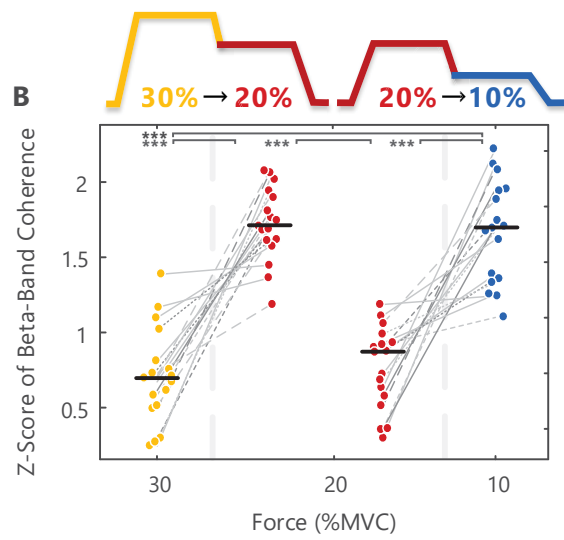 B
30% → 20%
20% → 10%
*** ***
*** ***
Z-Score of Beta-Band Coherence
2
1.5
1
0.5
30
20
10
Force (%MVC)